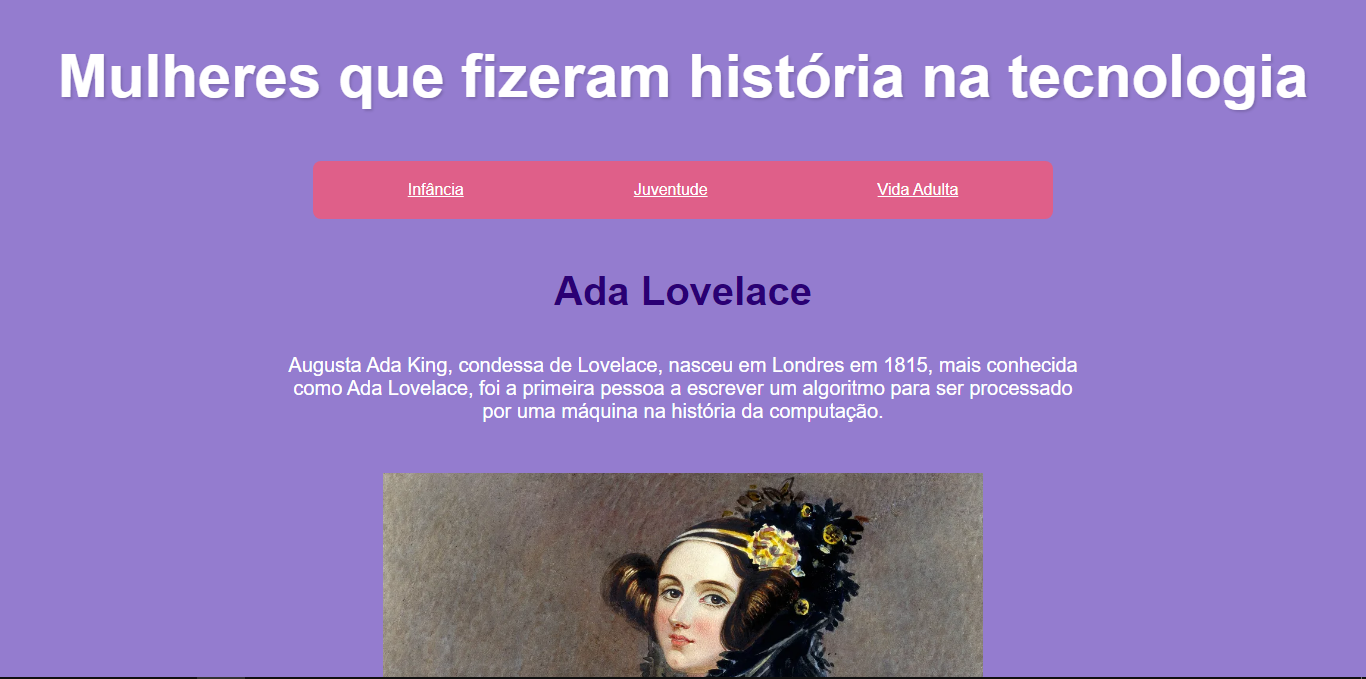 Mulheres que fizeram história na tecnologia
Infância Juventude Vida Adulta
Ada Lovelace
Augusta Ada King, condessa de Lovelace, nasceu em Londres em 1815, mais conhecida
como Ada Lovelace, foi a primeira pessoa a escrever um algoritmo para ser processado
por uma máquina na história da computação.